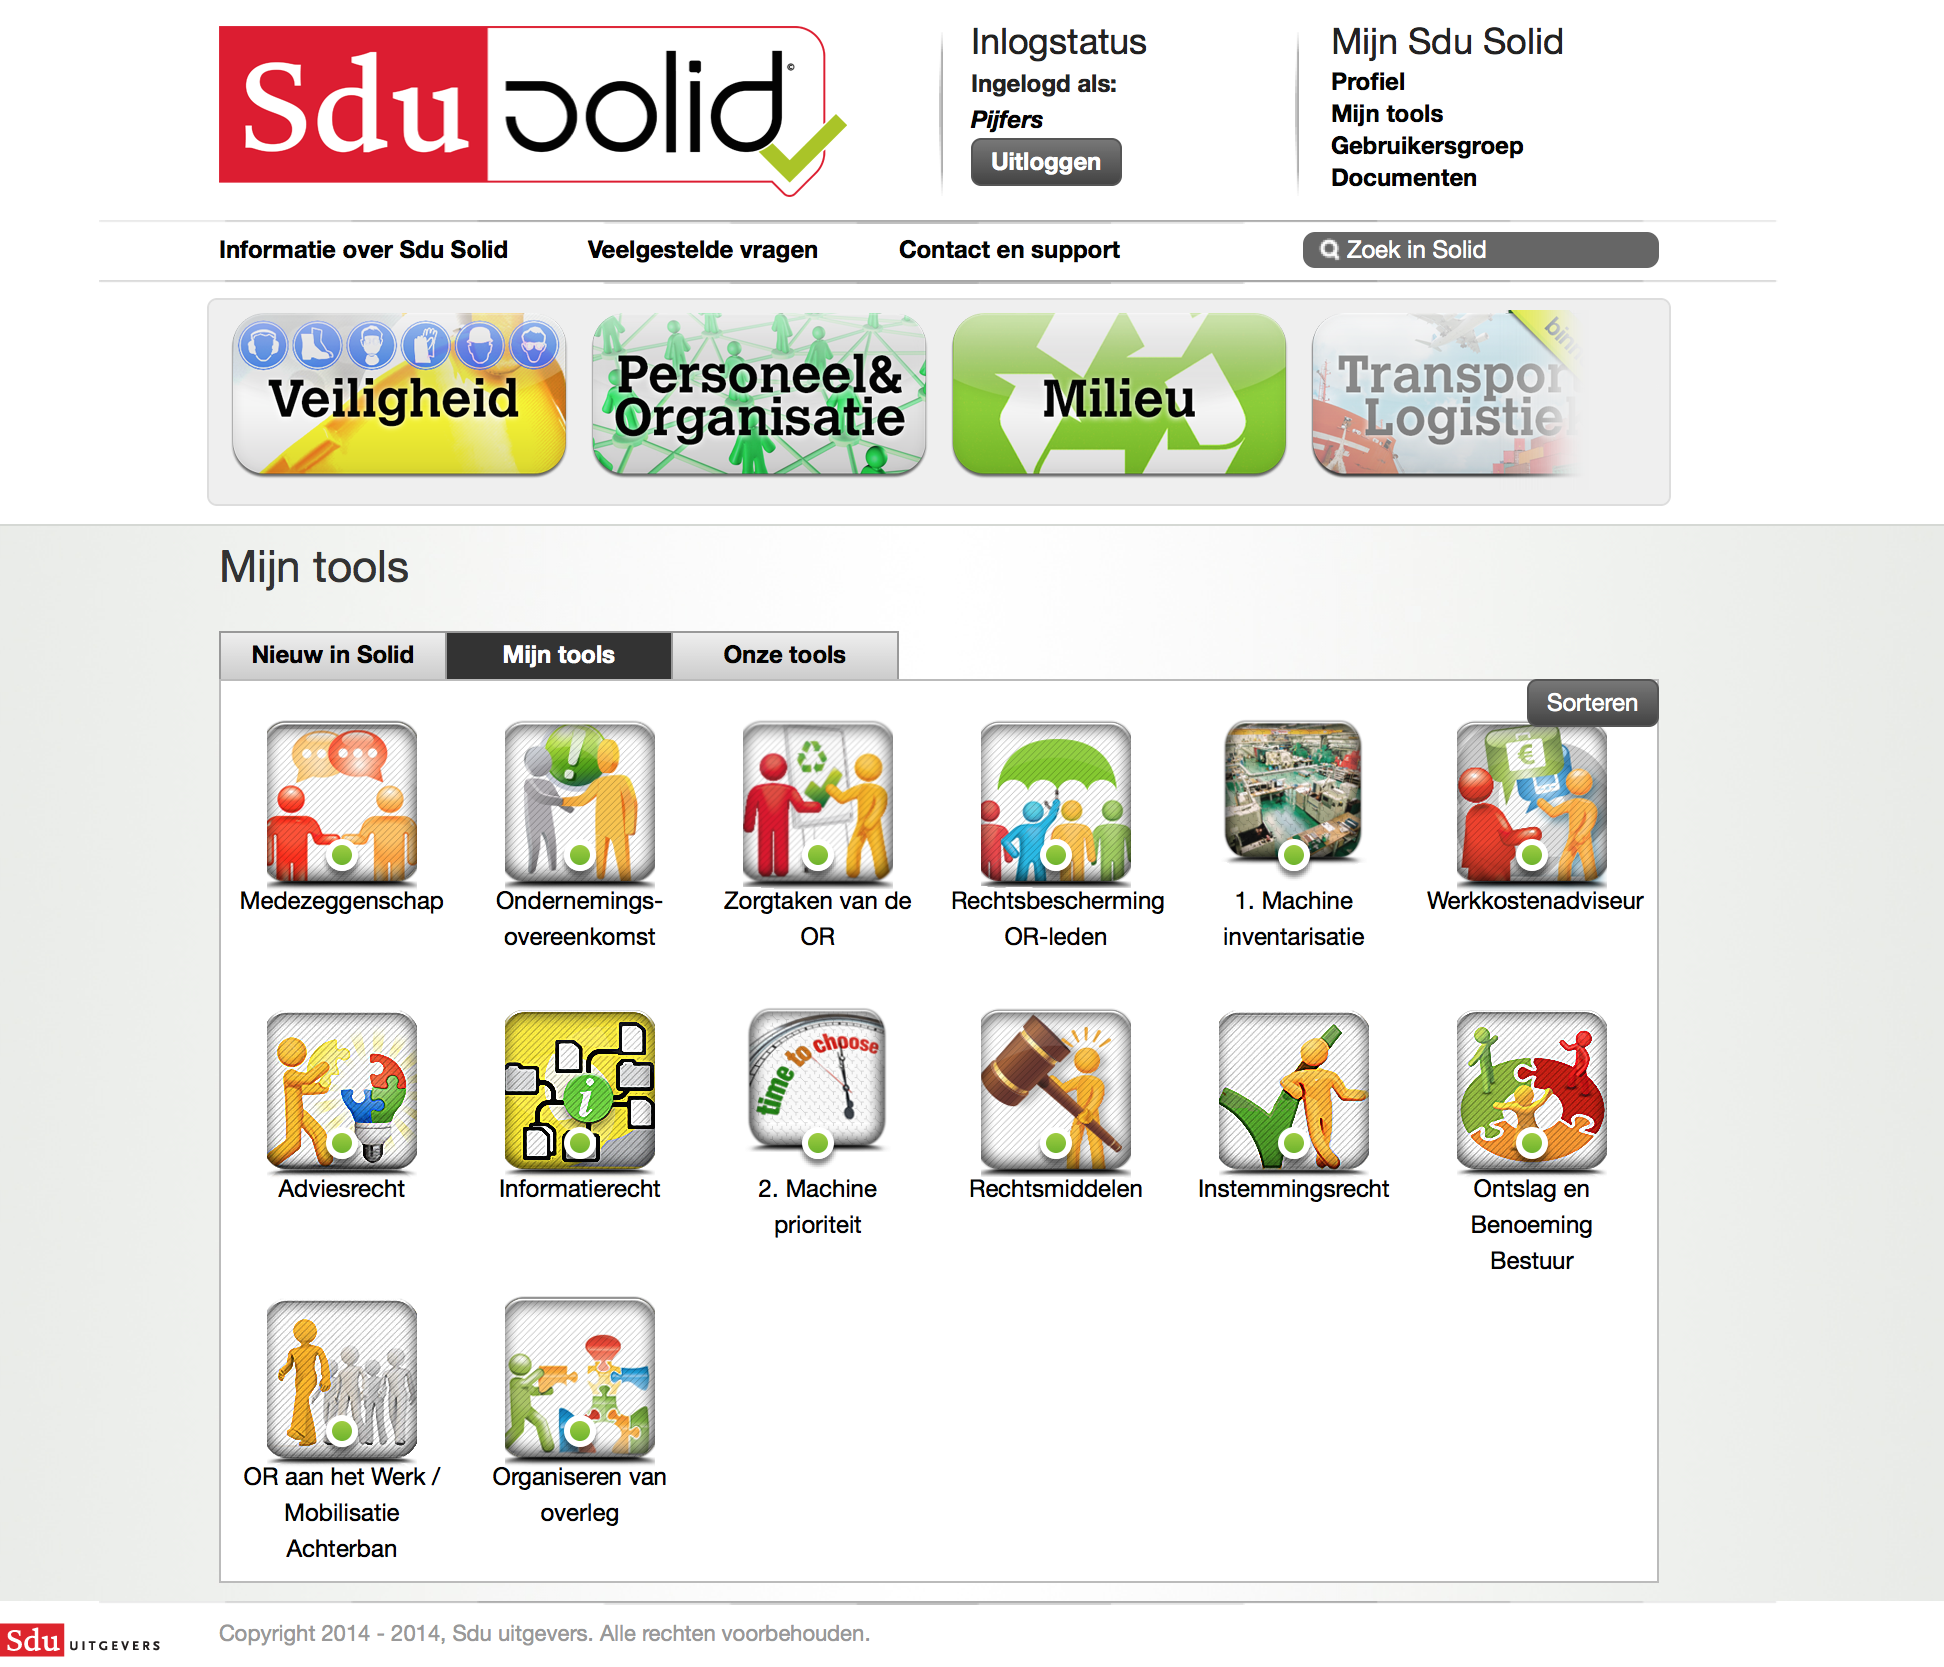 Sdu solid ©
Inlogstatus
Ingelogd als:
Pijfers
Uitloggen
Mijn Sdu Solid
Profiel
Mijn tools
Gebruikersgroep
Documenten
Informatie over Sdu Solid
Veelgestelde vragen
Contact en support
Zoek in Solid
Veiligheid
Personeel&
Organisatie
Milieu
Mijn tools
Nieuw in Solid
Mijn tools
Onze tools
Sorteren
Medezeggenschap
Ondernemings-
overeenkomst
Zorgtaken van de
OR
Rechtsbescherming
OR-leden
1. Machine
inventarisatie
€
Werkkostenadviseur
Adviesrecht
i
Informatierecht
time to choose
2. Machine
prioriteit
Rechtsmiddelen
Instemmingsrecht
Ontslag en
Benoeming
Bestuur
OR aan het Werk /
Mobilisatie
Achterban
Organiseren van
overleg
Sdu UITGEVERS
Copyright 2014 - 2014, Sdu uitgevers. Alle rechten voorbehouden.